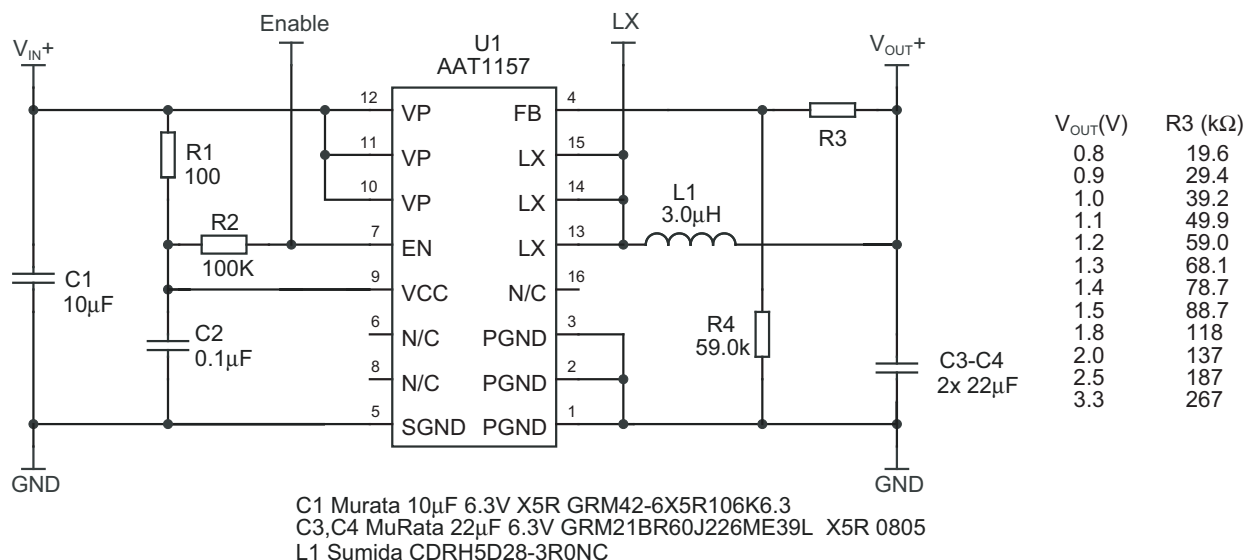 Enable
LX
V_IN+
U1
AAT1157
V_OUT+
12 VP
FB 4
R3
11 VP
LX 15
R1
100
10 VP
LX 14
L1
3.0μH
R2
100K
7 EN
LX 13
C1
10μF
9 VCC
N/C 16
C2
0.1μF
6 N/C
PGND 3
R4
59.0k
8 N/C
PGND 2
C3-C4
2x 22μF
5 SGND
PGND 1
GND
GND
V_OUT(V) R3 (kΩ)
0.8 19.6
0.9 29.4
1.0 39.2
1.1 49.9
1.2 59.0
1.3 68.1
1.4 78.7
1.5 88.7
1.8 118
2.0 137
2.5 187
3.3 267
C1 Murata 10μF 6.3V X5R GRM42-6X5R106K6.3
C3,C4 MuRata 22μF 6.3V GRM21BR60J226ME39L X5R 0805
L1 Sumida CDRH5D28-3R0NC